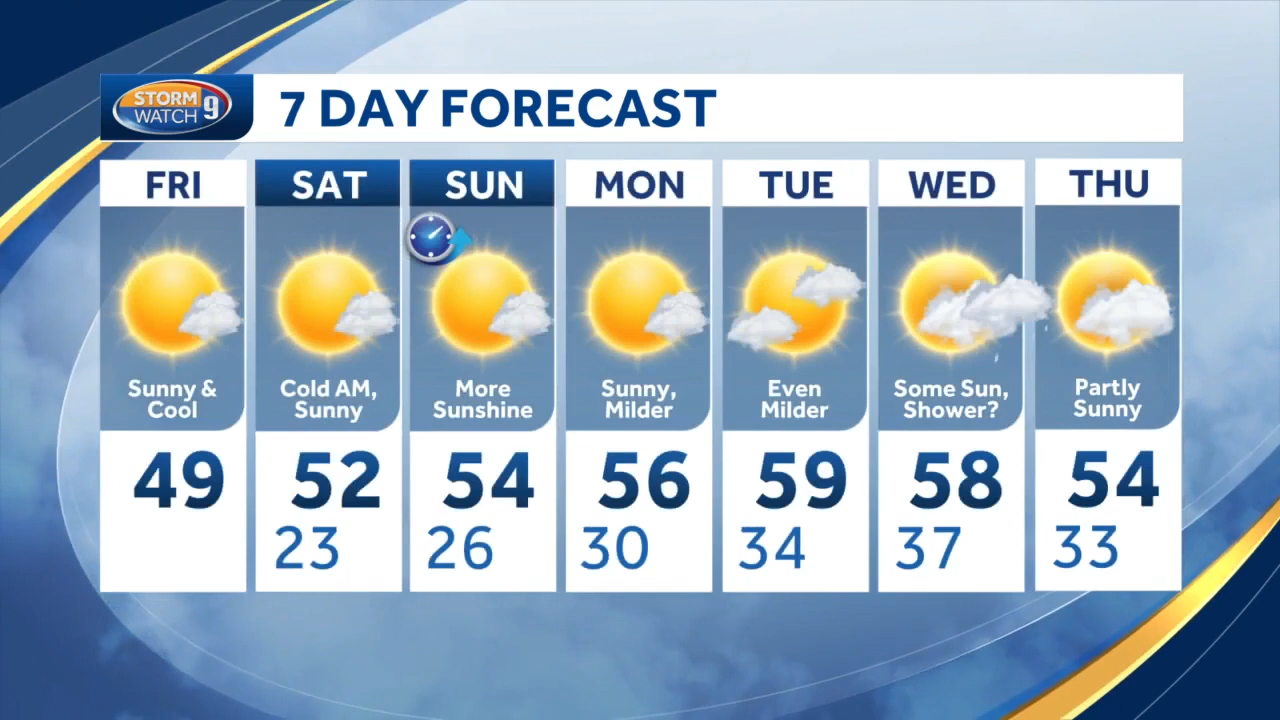 STORM
WATCH 9
7 DAY FORECAST
FRI
SAT
SUN
MON
TUE
WED
THU
Sunny &
Cool
Cold AM,
Sunny
More
Sunshine
Sunny,
Milder
Even
Milder
Some Sun,
Shower?
Partly
Sunny
49
52
54
56
59
58
54
23
26
30
34
37
33